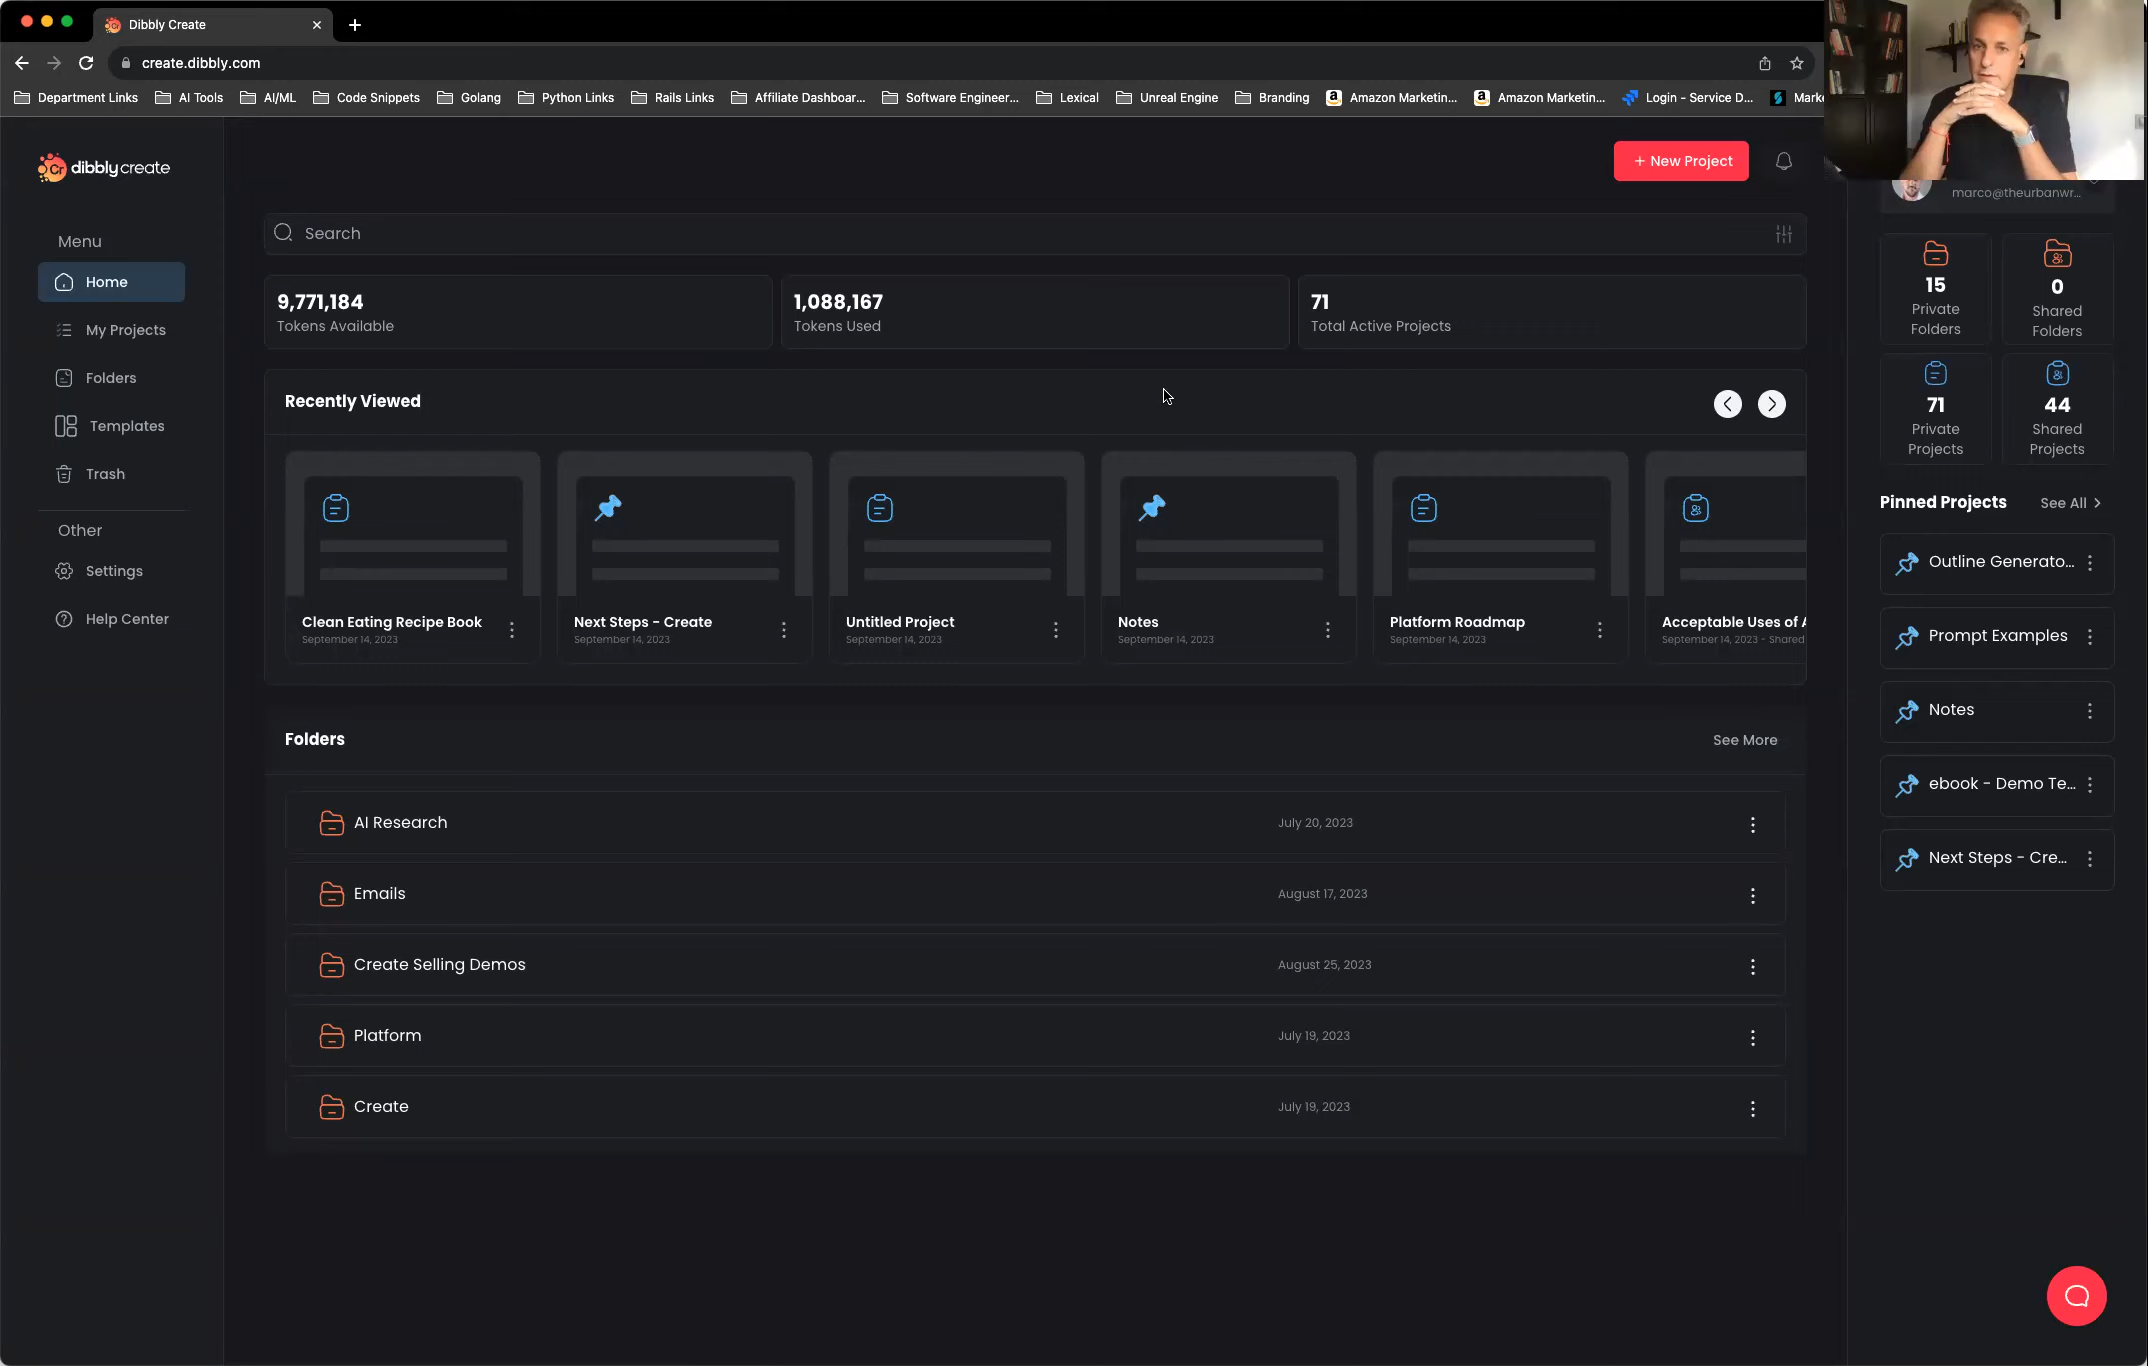 Dibbly Create
create.dibbly.com
Department Links
AI Tools
AI/ML
Code Snippets
Golang
Python Links
Rails Links
Affiliate Dashboar...
Software Engineer...
Lexical
Unreal Engine
Branding
Amazon Marketin...
Amazon Marketin...
Login - Service D...
Marke
Cr dibblycreate
+ New Project
marco@theurbanwr...
Menu
Home
My Projects
Folders
Templates
Trash
Other
Settings
Help Center
Search
9,771,184
Tokens Available
1,088,167
Tokens Used
71
Total Active Projects
Recently Viewed
Clean Eating Recipe Book
September 14, 2023
Next Steps - Create
September 14, 2023
Untitled Project
September 14, 2023
Notes
September 14, 2023
Platform Roadmap
September 14, 2023
Acceptable Uses of A
September 14, 2023 - Shared
Folders
See More
AI Research
July 20, 2023
Emails
August 17, 2023
Create Selling Demos
August 25, 2023
Platform
July 19, 2023
Create
July 19, 2023
15
Private
Folders
0
Shared
Folders
71
Private
Projects
44
Shared
Projects
Pinned Projects
See All
Outline Generato...
Prompt Examples
Notes
ebook - Demo Te...
Next Steps - Cre...